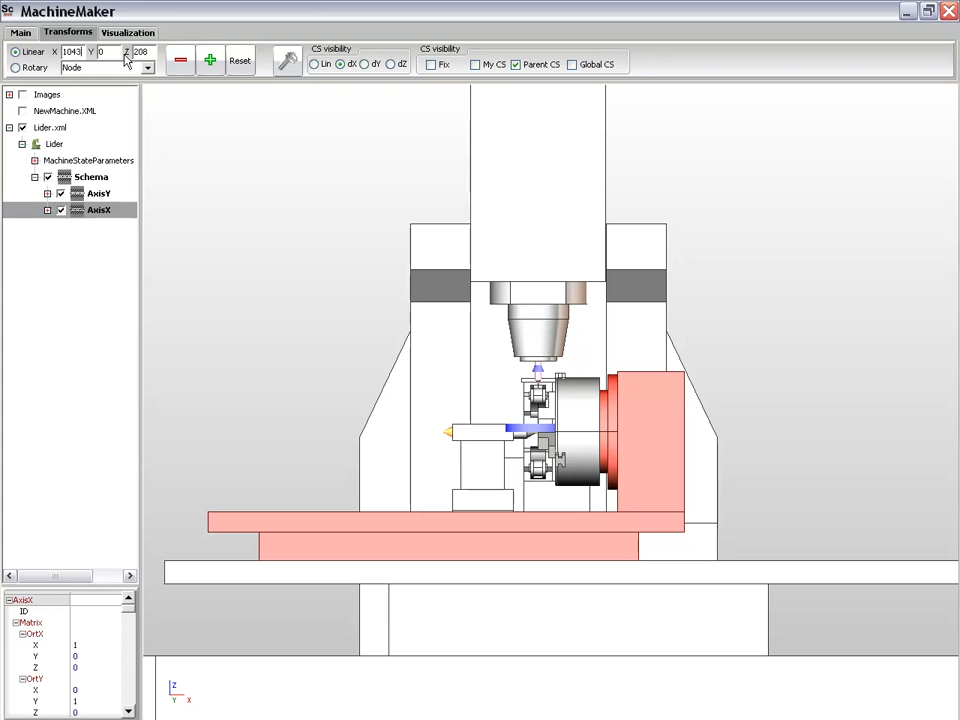 Sc MachineMaker
Main Transforms Visualization
Linear X 1043 Y 0 Z 208
Rotary Node
Reset
CS visibility
Lin dX dY dZ
CS visibility
Fix My CS Parent CS Global CS
Images
NewMachine.XML
Lider.xml
Lider
MachineStateParameters
Schema
AxisY
AxisX
AxisX
ID
Matrix
OrtX
X 1
Y 0
Z 0
OrtY
X 0
Y 1
Z 0
Z
Y X